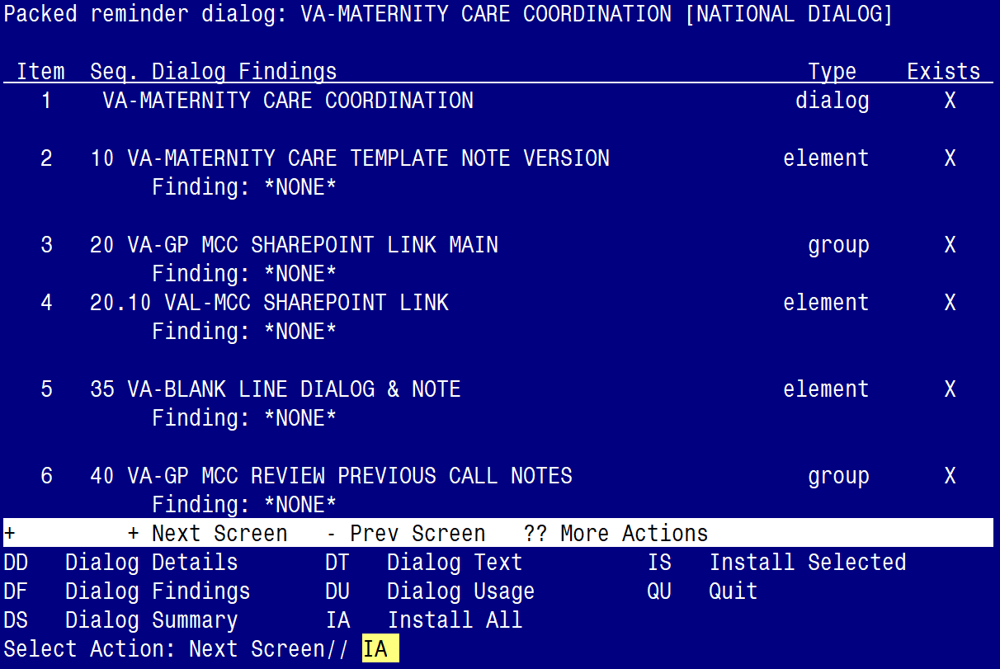 Packed reminder dialog: VA-MATERNITY CARE COORDINATION [NATIONAL DIALOG]
Item Seq. Dialog Findings Type Exists
1 VA-MATERNITY CARE COORDINATION dialog X
2 10 VA-MATERNITY CARE TEMPLATE NOTE VERSION element X
Finding: *NONE*
3 20 VA-GP MCC SHAREPOINT LINK MAIN group X
Finding: *NONE*
4 20.10 VAL-MCC SHAREPOINT LINK element X
Finding: *NONE*
5 35 VA-BLANK LINE DIALOG & NOTE element X
Finding: *NONE*
6 40 VA-GP MCC REVIEW PREVIOUS CALL NOTES group X
Finding: *NONE*
+ + Next Screen - Prev Screen ?? More Actions
DD Dialog Details DT Dialog Text IS Install Selected
DF Dialog Findings DU Dialog Usage QU Quit
DS Dialog Summary IA Install All
Select Action: Next Screen// IA